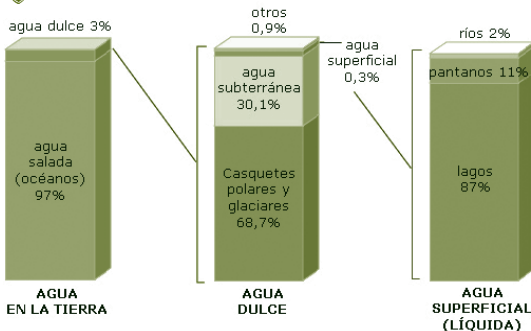 agua dulce 3%
agua
salada
(océanos)
97%
AGUA
EN LA TIERRA
otros
0,9%
agua
superficial
0,3%
agua
subterránea
30,1%
Casquetes
polares y
glaciares
68,7%
AGUA
DULCE
ríos 2%
pantanos 11%
lagos
87%
AGUA
SUPERFICIAL
(LÍQUIDA)